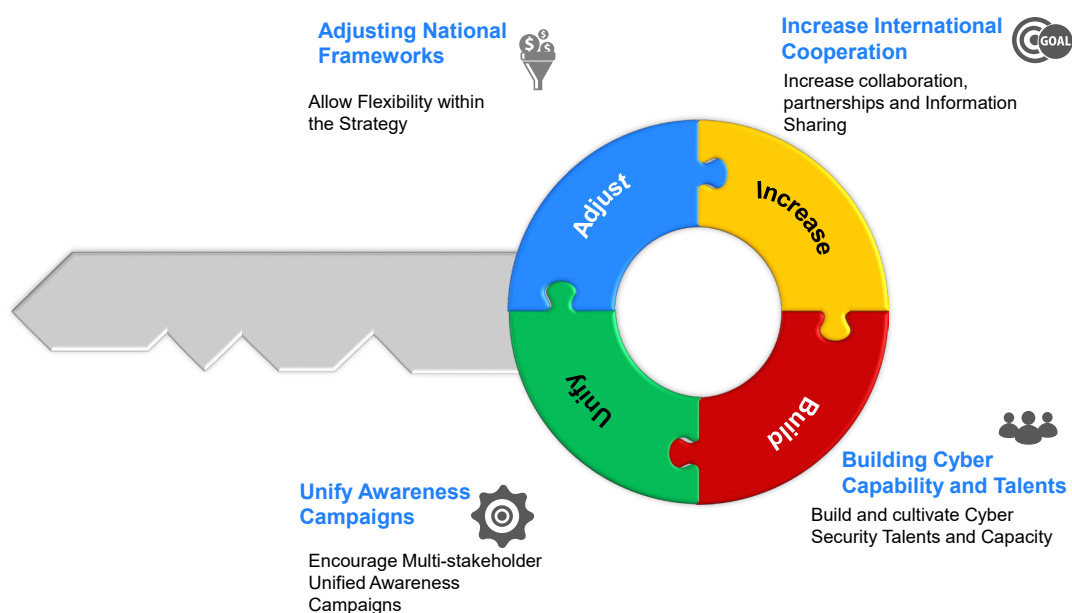 Adjusting National
Frameworks
$ $ $
Allow Flexibility within
the Strategy
Increase International
Cooperation
GOAL
Increase collaboration,
partnerships and Information
Sharing
Adjust
Increase
Unify
Build
Unify Awareness
Campaigns
Encourage Multi-stakeholder
Unified Awareness
Campaigns
Building Cyber
Capability and Talents
Build and cultivate Cyber
Security Talents and Capacity